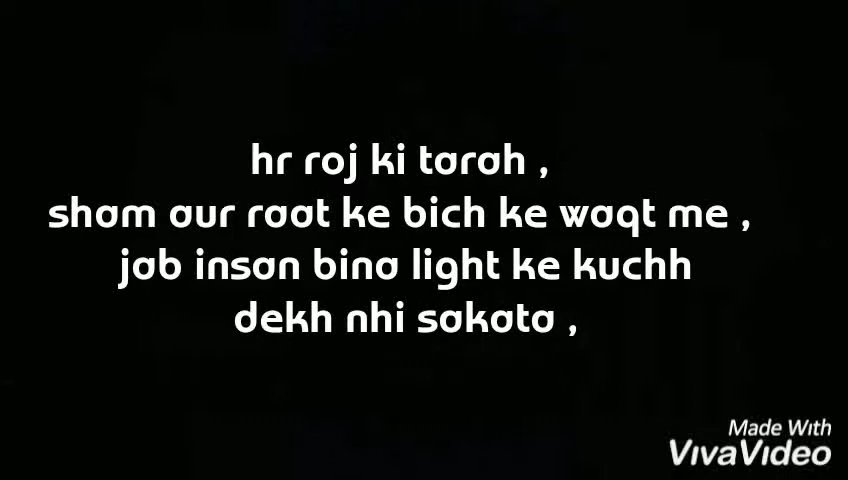 hr roj ki tarah ,
sham aur raat ke bich ke waqt me ,
jab insan bina light ke kuchh
dekh nhi sakata ,
Made With
VivaVideo